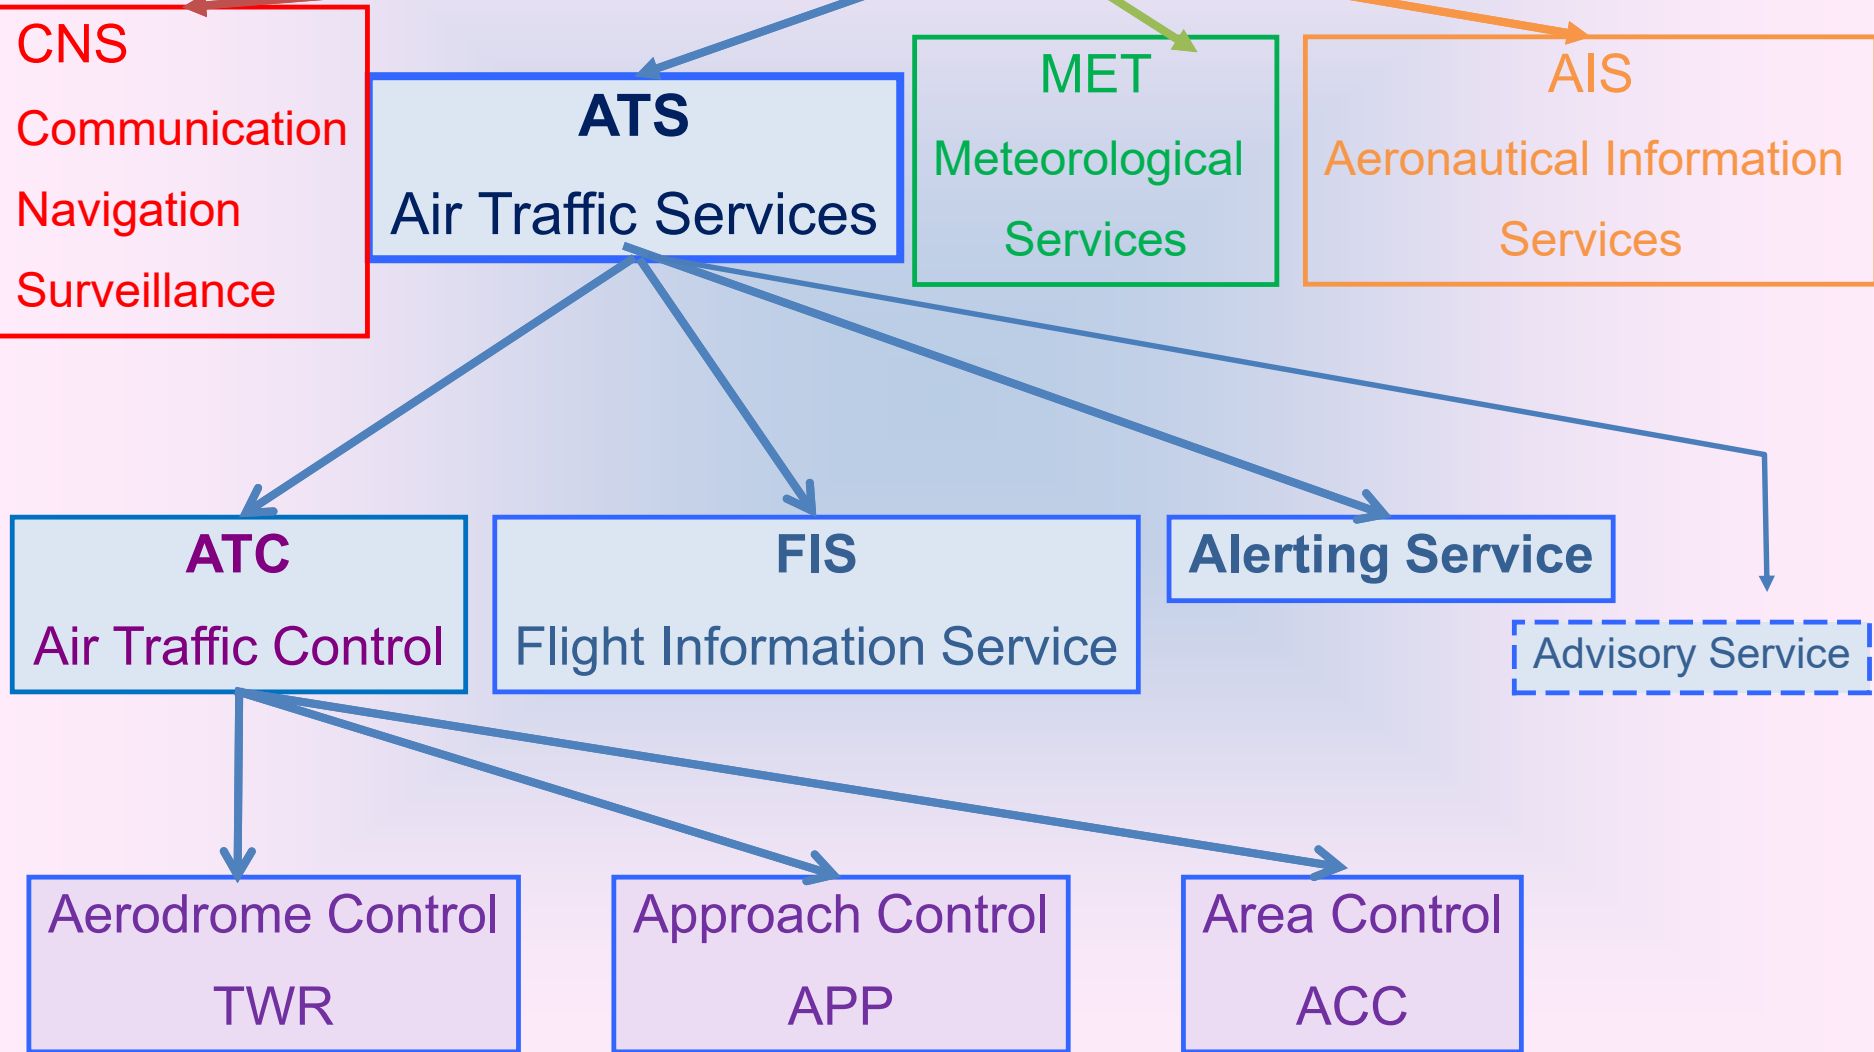 CNS
Communication
Navigation
Surveillance
ATS
Air Traffic Services
MET
Meteorological
Services
AIS
Aeronautical Information
Services
ATC
Air Traffic Control
FIS
Flight Information Service
Alerting Service
Advisory Service
Aerodrome Control
TWR
Approach Control
APP
Area Control
ACC